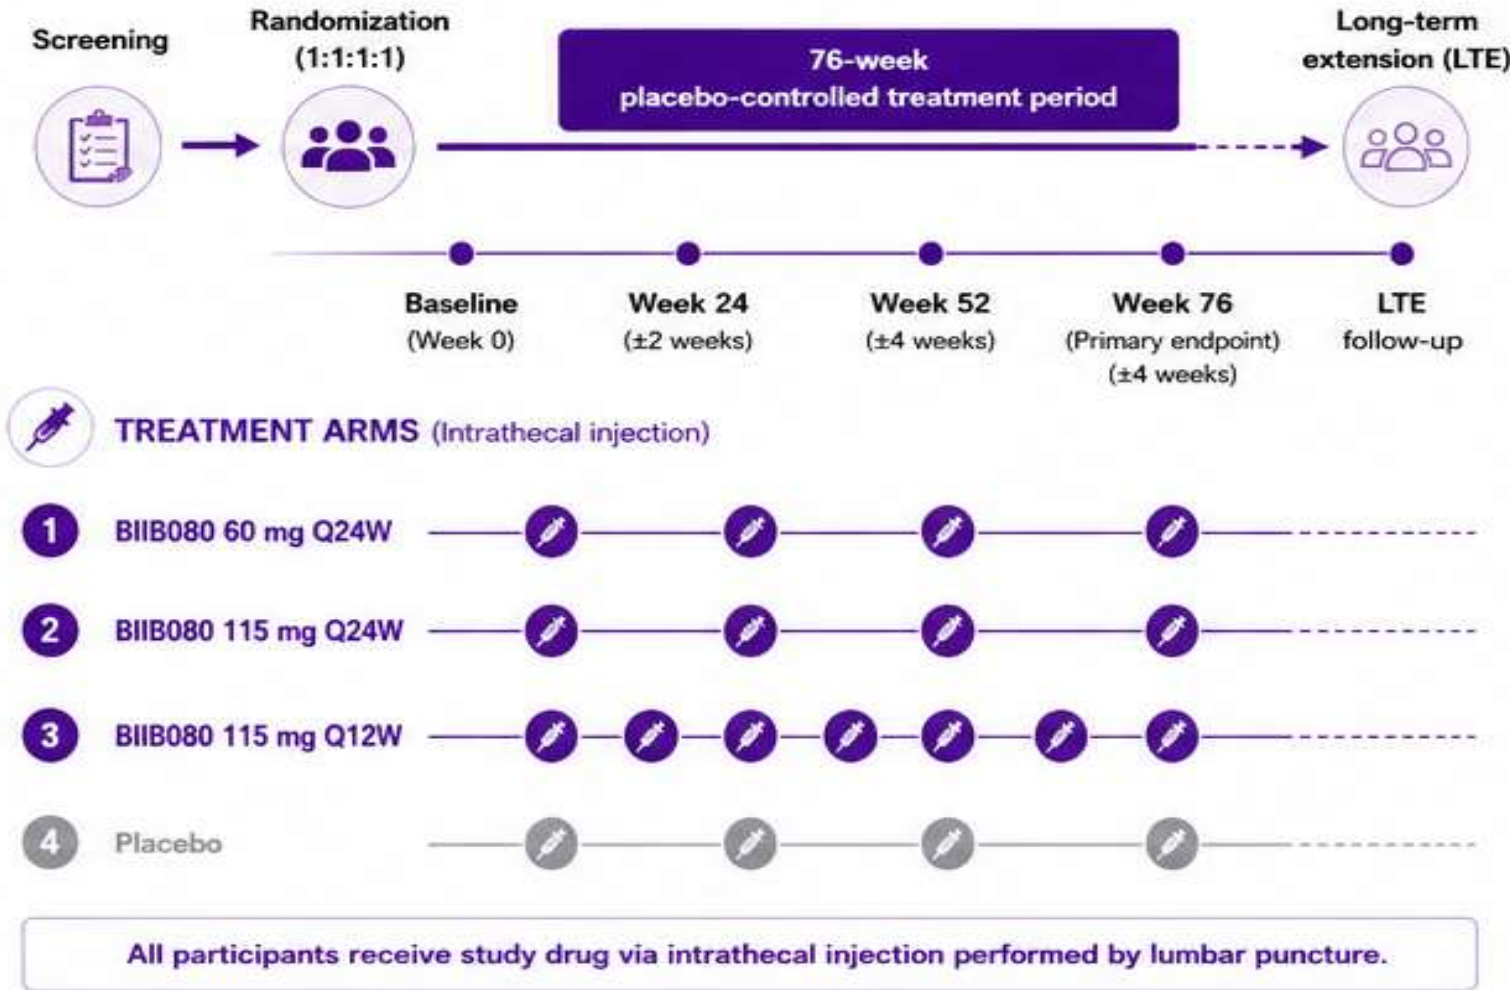 Screening
Randomization
(1:1:1:1)
76-week
placebo-controlled treatment period
Long-term
extension (LTE)
Baseline
(Week 0)
Week 24
(±2 weeks)
Week 52
(±4 weeks)
Week 76
(Primary endpoint)
(±4 weeks)
LTE
follow-up
TREATMENT ARMS (Intrathecal injection)
1 BIIB080 60 mg Q24W
2 BIIB080 115 mg Q24W
3 BIIB080 115 mg Q12W
4 Placebo
All participants receive study drug via intrathecal injection performed by lumbar puncture.